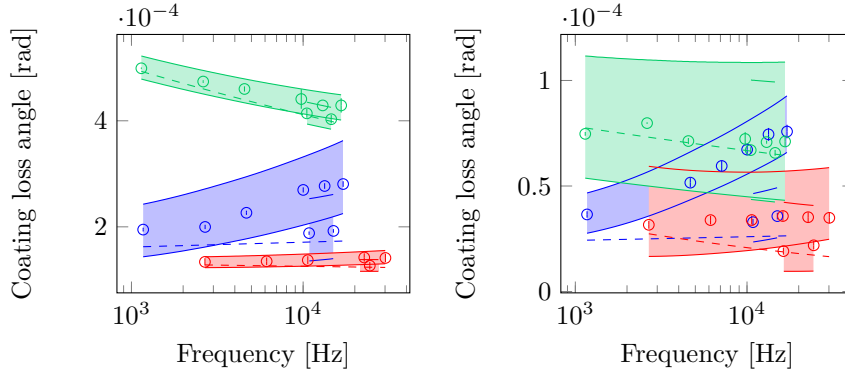 ·10⁻⁴
Coating loss angle [rad]
4
2
10³
10⁴
Frequency [Hz]
·10⁻⁴
Coating loss angle [rad]
1
0.5
0
10³
10⁴
Frequency [Hz]